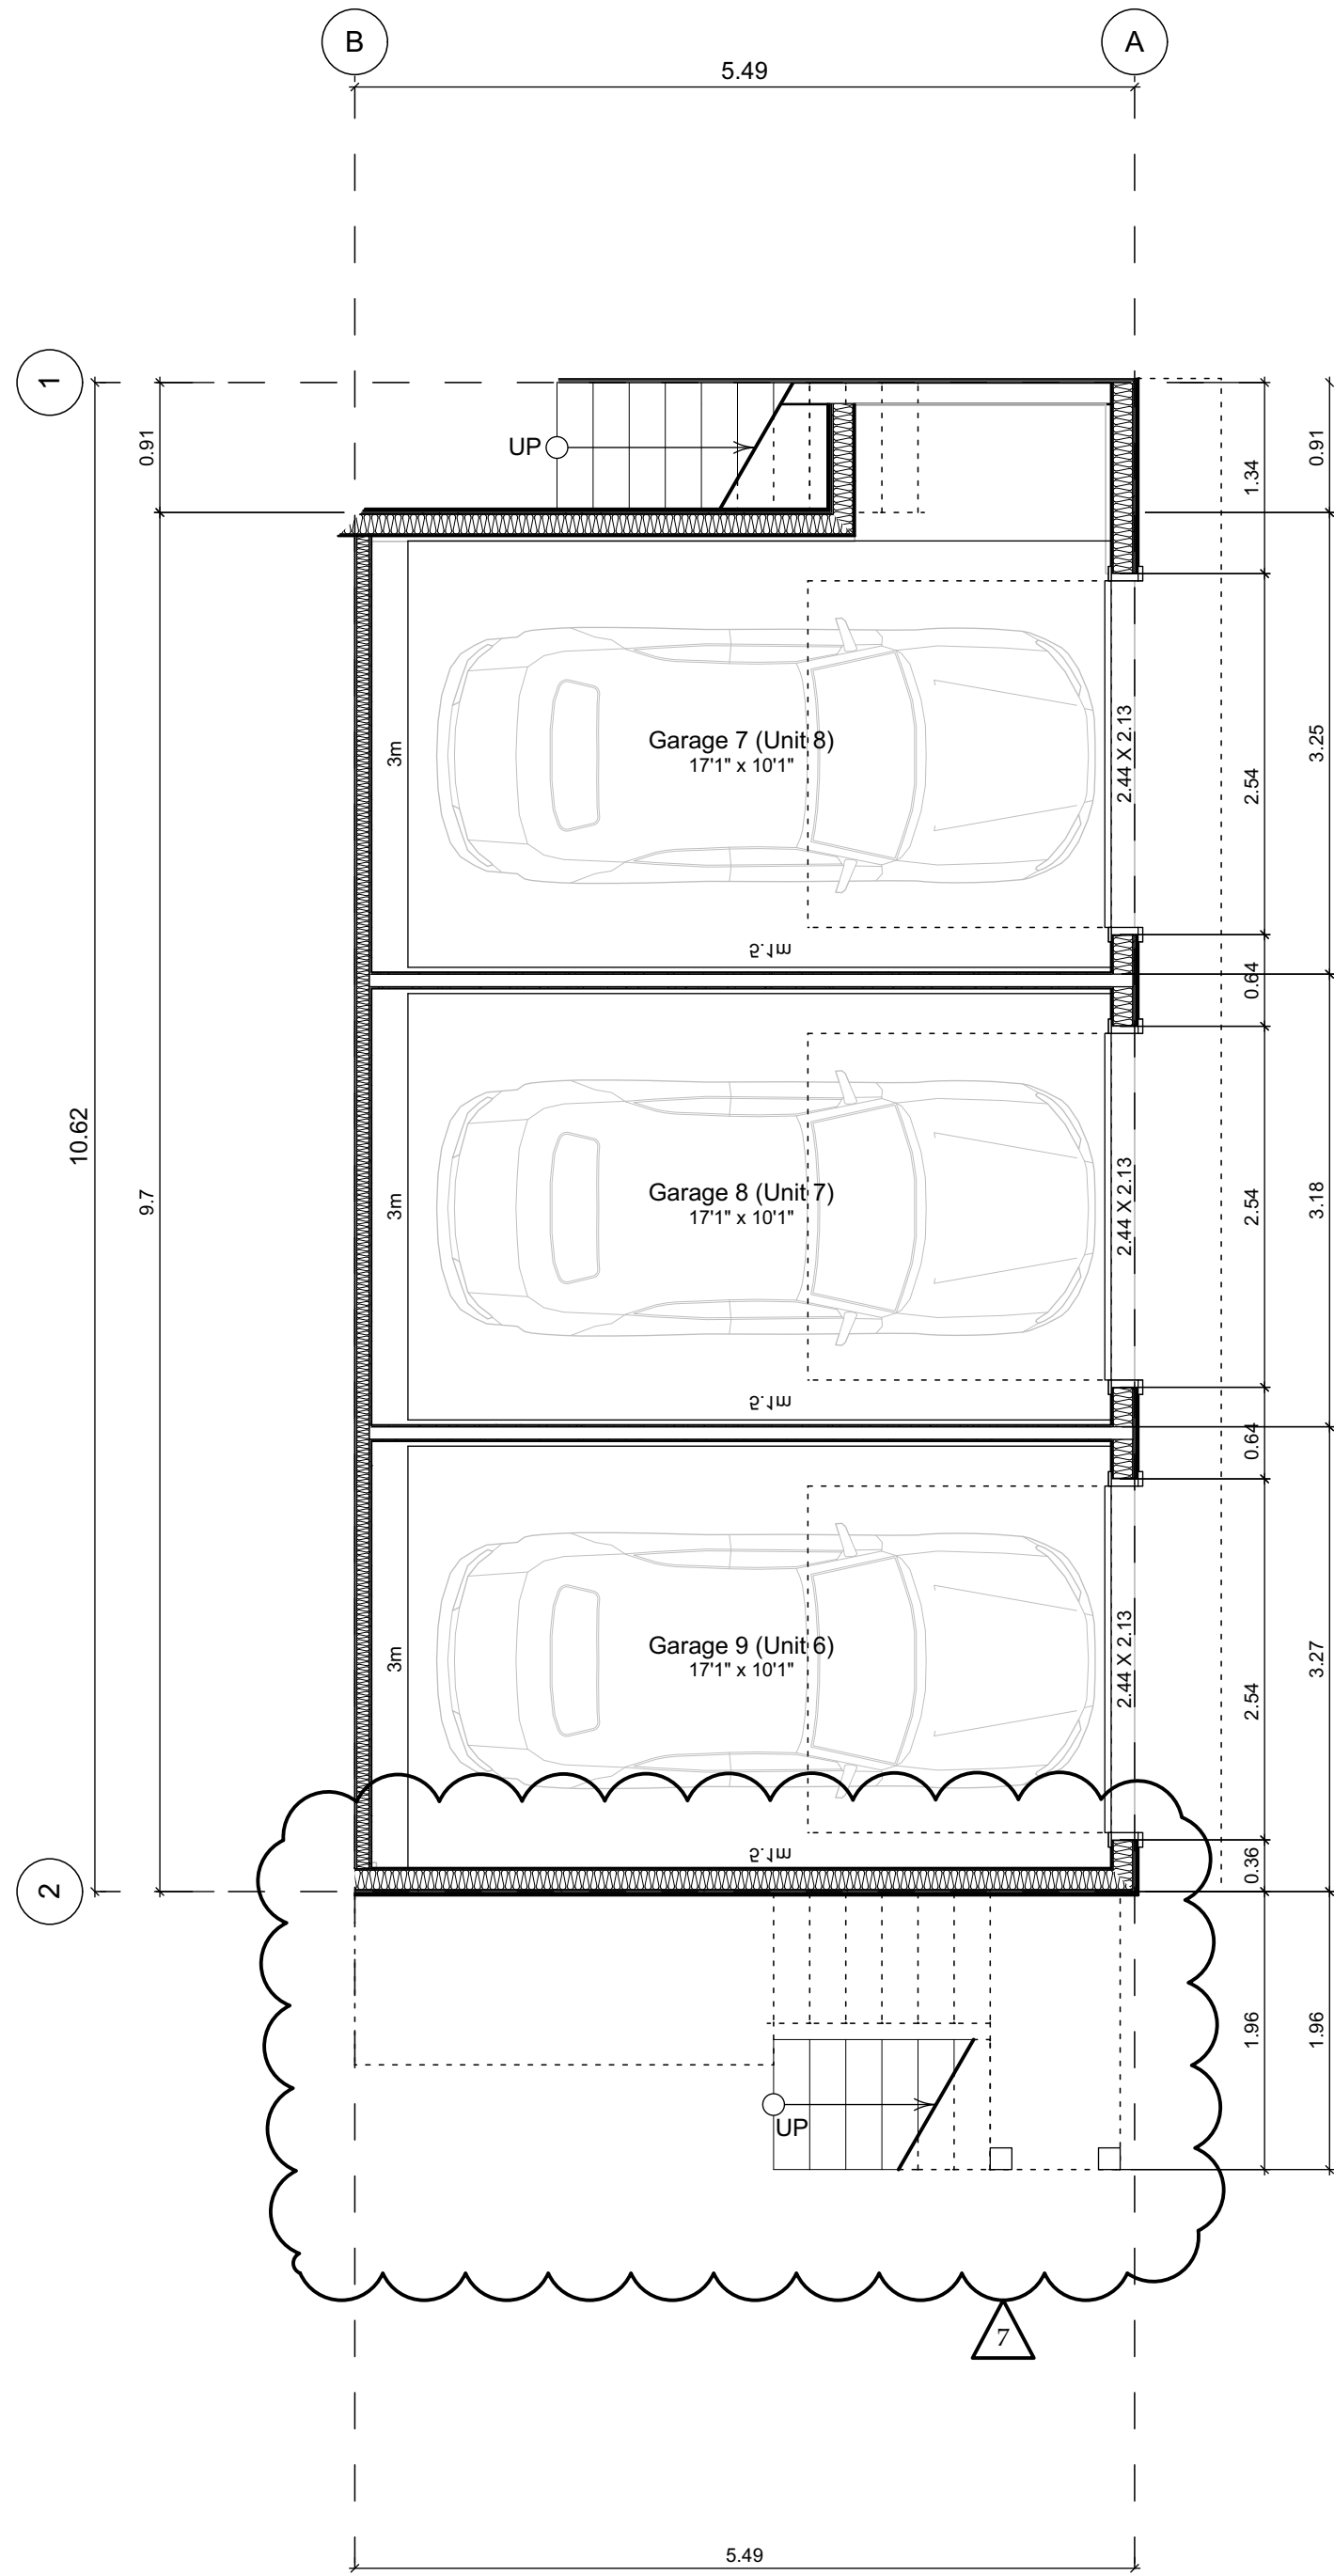 B
A
5.49
1
0.91
UP
1.34
0.91
Garage 7 (Unit 8)
17'1" x 10'1"
3m
2.44 X 2.13
2.54
3.25
5.1m
0.64
10.62
9.7
Garage 8 (Unit 7)
17'1" x 10'1"
3m
2.44 X 2.13
2.54
3.18
5.1m
0.64
Garage 9 (Unit 6)
17'1" x 10'1"
3m
2.44 X 2.13
2.54
3.27
5.1m
0.36
2
1.96
1.96
UP
7
5.49